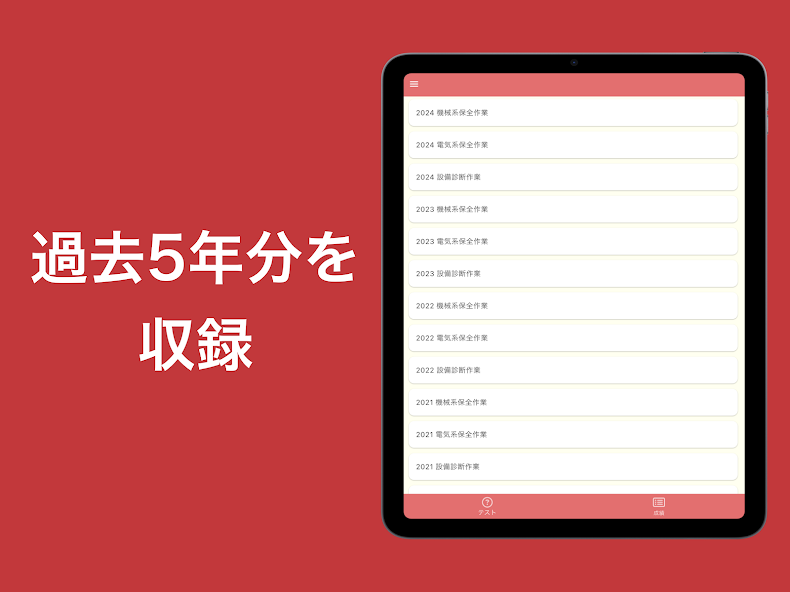 過去5年分を
収録
2024 機械系保全作業
2024 電気系保全作業
2024 設備診断作業
2023 機械系保全作業
2023 電気系保全作業
2023 設備診断作業
2022 機械系保全作業
2022 電気系保全作業
2022 設備診断作業
2021 機械系保全作業
2021 電気系保全作業
2021 設備診断作業
テスト